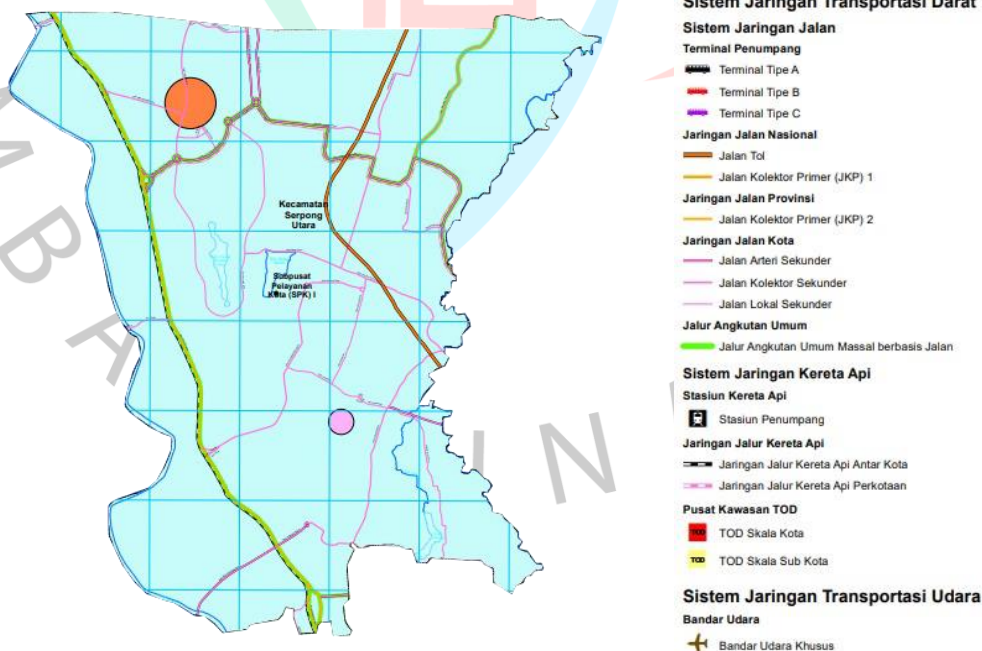 Sistem Jaringan Transportasi Darat
Sistem Jaringan Jalan
Terminal Penumpang
Terminal Tipe A
Terminal Tipe B
Terminal Tipe C
Jaringan Jalan Nasional
Jalan Tol
Jalan Kolektor Primer (JKP) 1
Jaringan Jalan Provinsi
Jalan Kolektor Primer (JKP) 2
Jaringan Jalan Kota
Jalan Arteri Sekunder
Jalan Kolektor Sekunder
Jalan Lokal Sekunder
Jalur Angkutan Umum
Jalur Angkutan Umum Massal berbasis Jalan
Sistem Jaringan Kereta Api
Stasiun Kereta Api
Stasiun Penumpang
Jaringan Jalur Kereta Api
Jaringan Jalur Kereta Api Antar Kota
Jaringan Jalur Kereta Api Perkotaan
Pusat Kawasan TOD
TOD TOD Skala Kota
TOD TOD Skala Sub Kota
Sistem Jaringan Transportasi Udara
Bandar Udara
Bandar Udara Khusus
Kecamatan
Serpong
Utara
Subpusat
Pelayanan
Kota (SPK) I
M
B
A
N